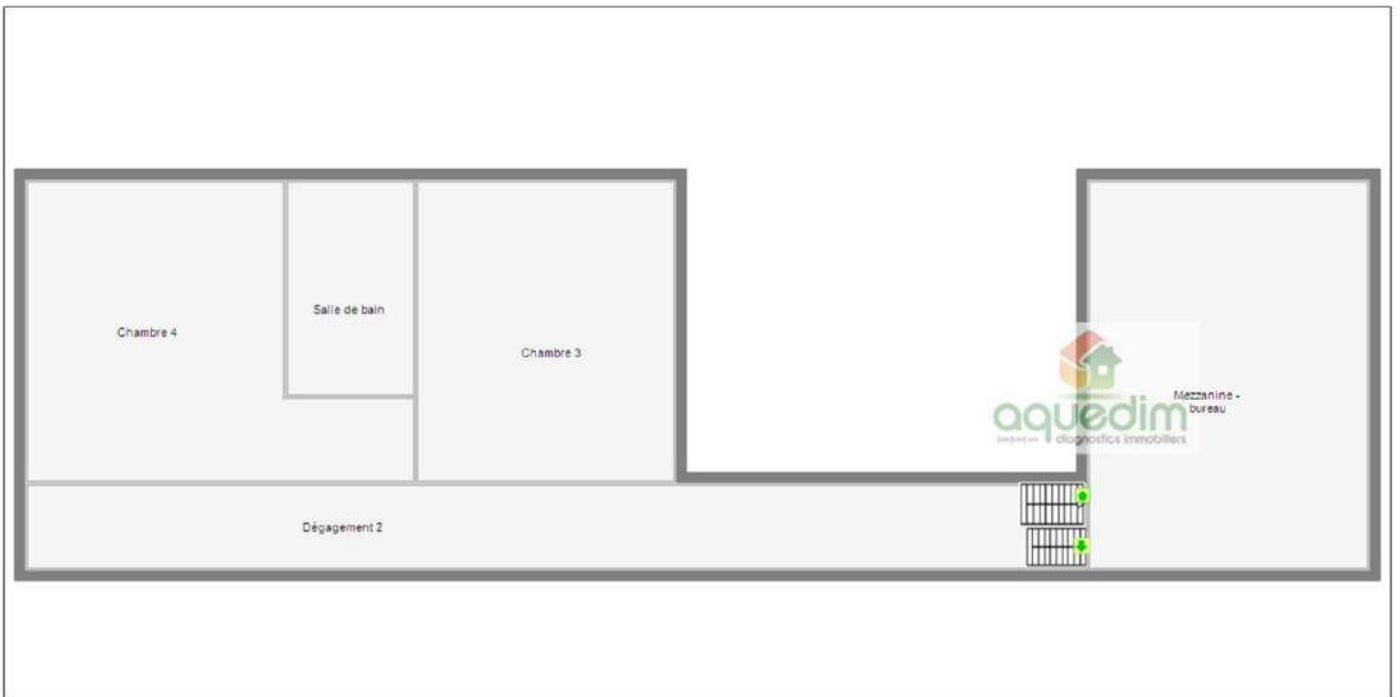 Salle de bain
Chambre 4
Chambre 3
Mezzanine -
bureau
aquedim
diagnostics immobiliers
Dégagement 2